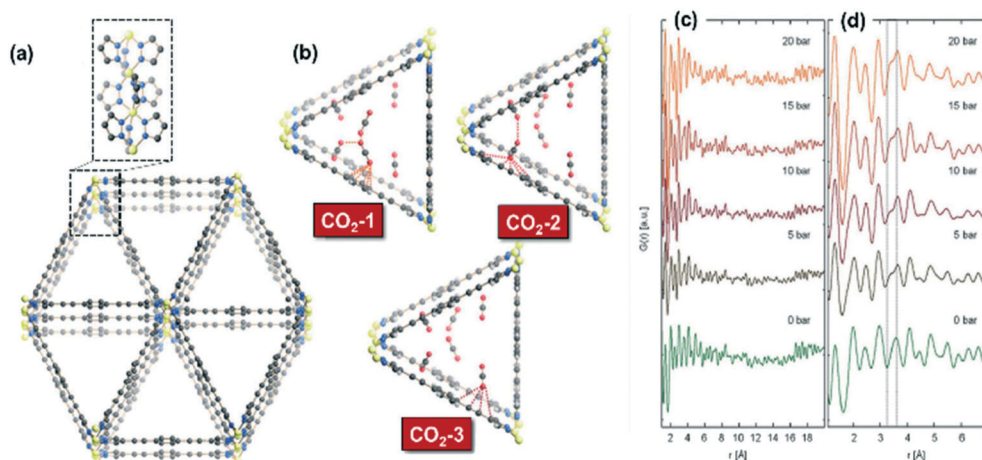 (a)
(b)
CO₂-1
CO₂-2
CO₂-3
(c)
G(r) [a.u.]
20 bar
15 bar
10 bar
5 bar
0 bar
2 4 6 8 10 12 14 16 18
r [Å]
(d)
20 bar
15 bar
10 bar
5 bar
0 bar
1 2 3 4 5 6
r [Å]